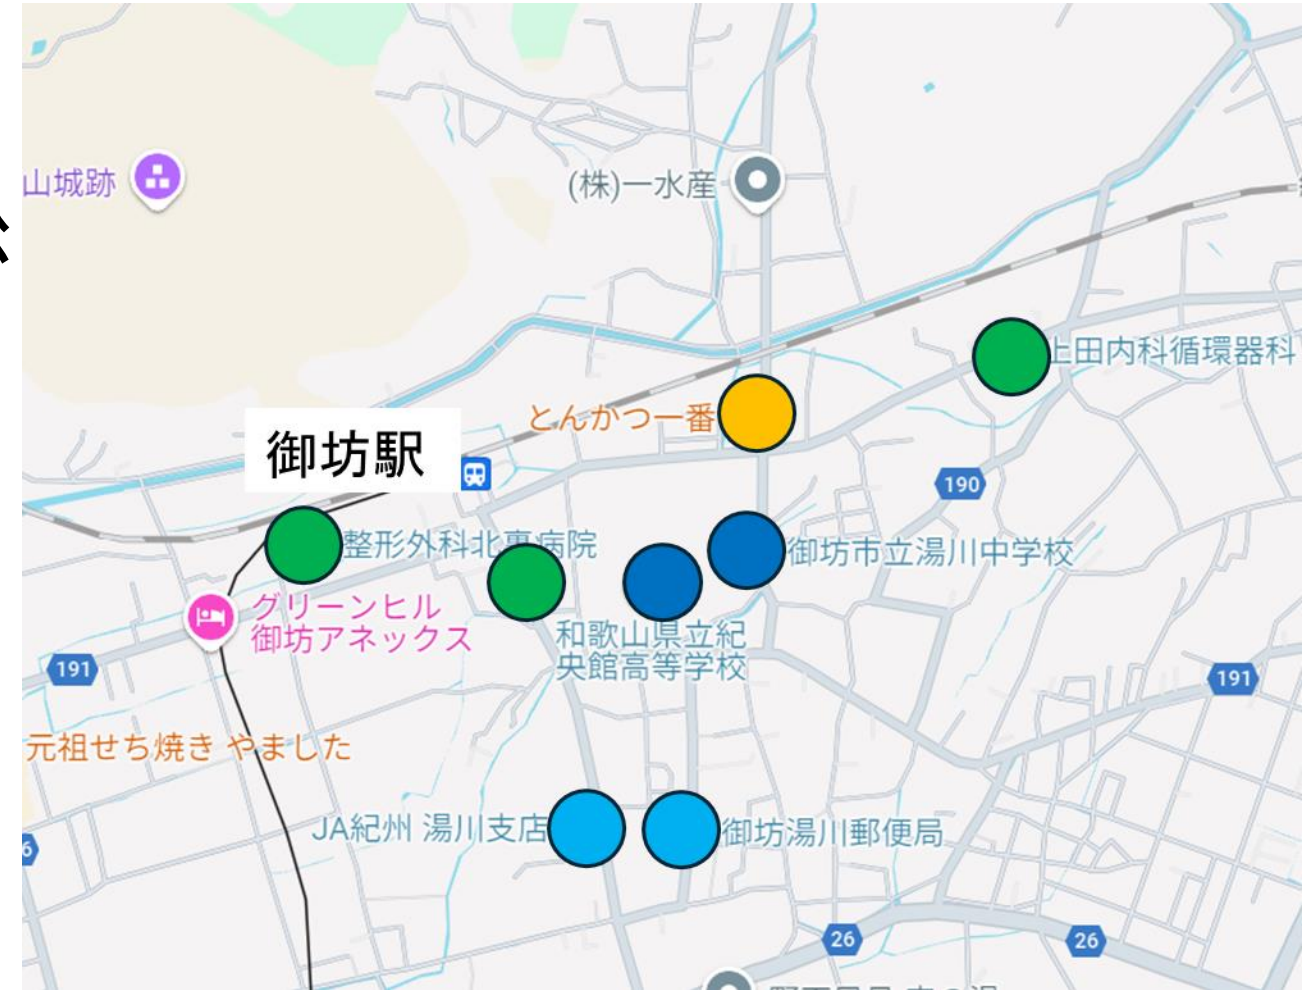 山城跡
(株)一水産
上田内科循環器科
とんかつ一番
御坊駅
190
整形外科北裏病院
御坊市立湯川中学校
グリーンヒル
御坊アネックス
和歌山県立紀
央館高等学校
191
191
元祖せち焼き やました
JA紀州 湯川支店
御坊湯川郵便局
26
26